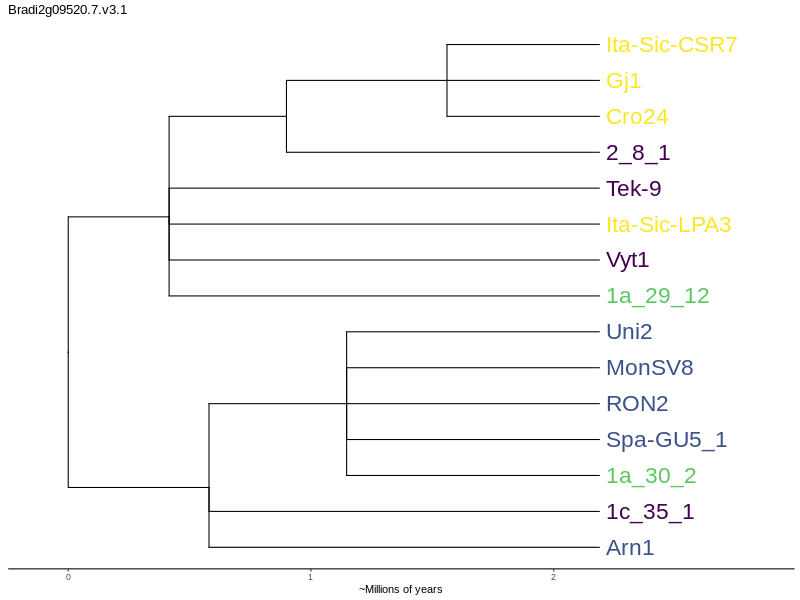 Bradi2g09520.7.v3.1
Ita-Sic-CSR7
Gj1
Cro24
2_8_1
Tek-9
Ita-Sic-LPA3
Vyt1
1a_29_12
Uni2
MonSV8
RON2
Spa-GU5_1
1a_30_2
1c_35_1
Arn1
0 1 2
~Millions of years